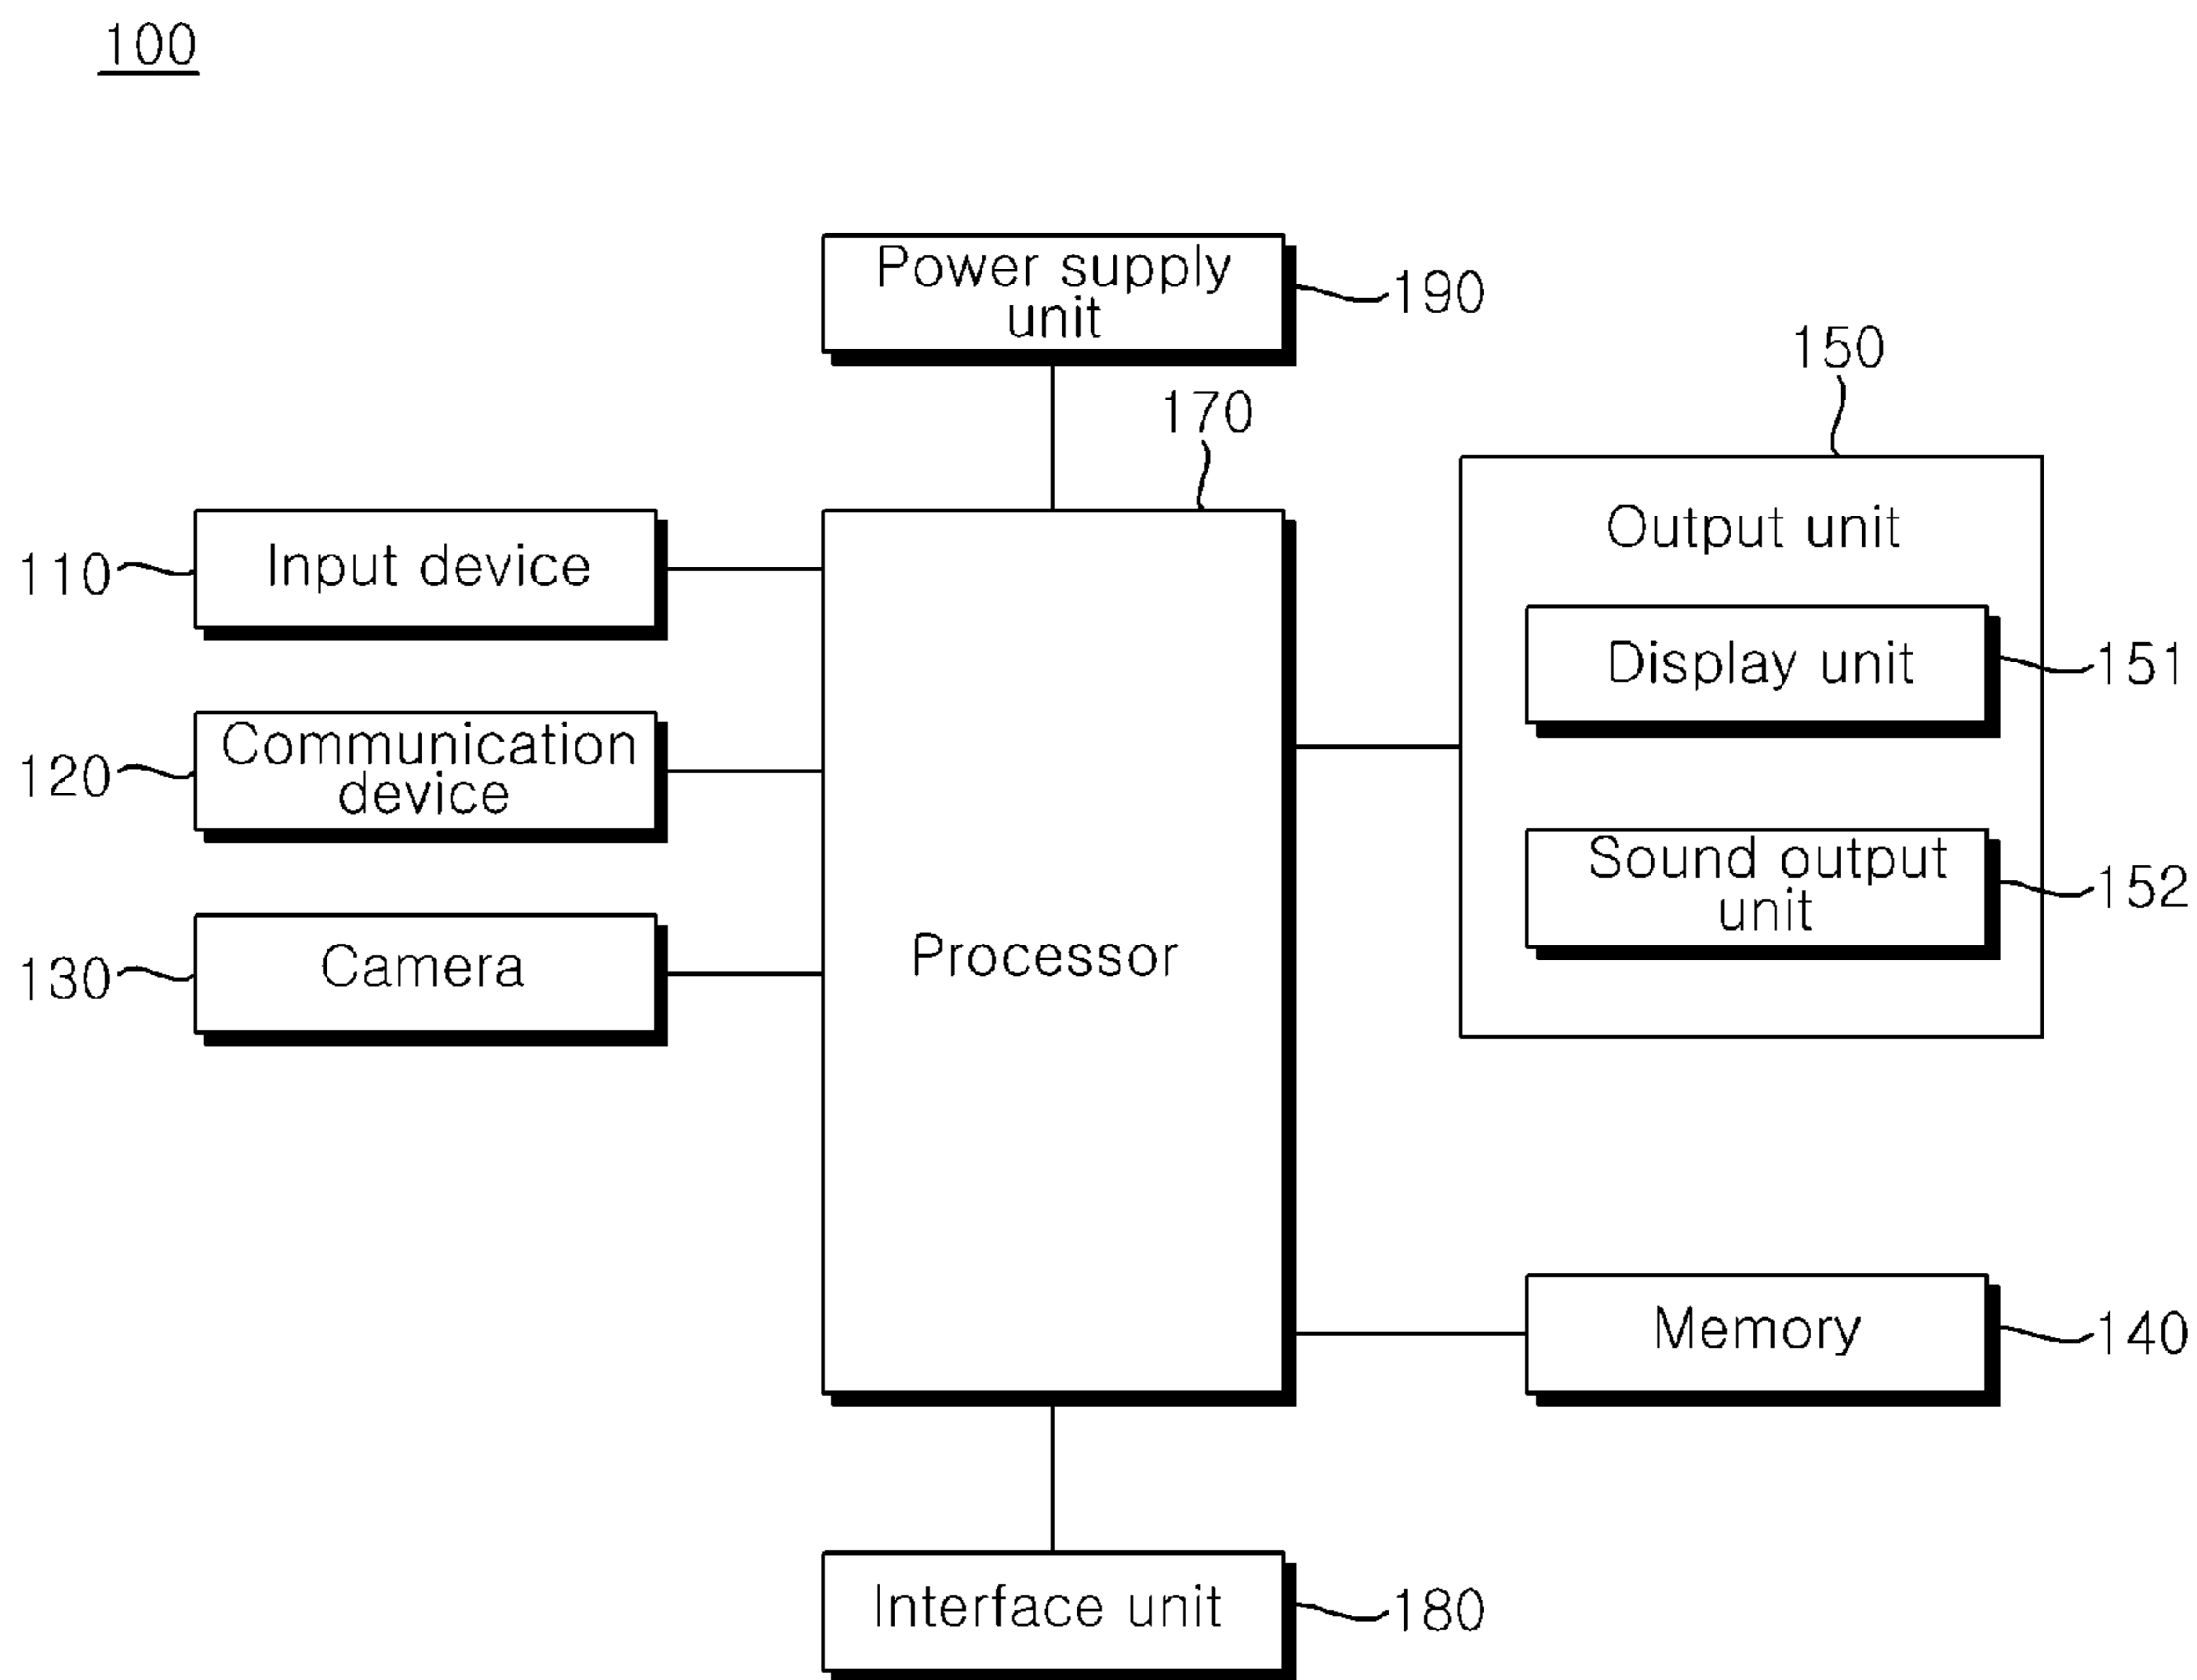 100
Power supply
unit
190
150
170
Output unit
110
Input device
Display unit
151
120
Communication
device
Sound output
unit
152
130
Camera
Processor
Memory
140
Interface unit
180